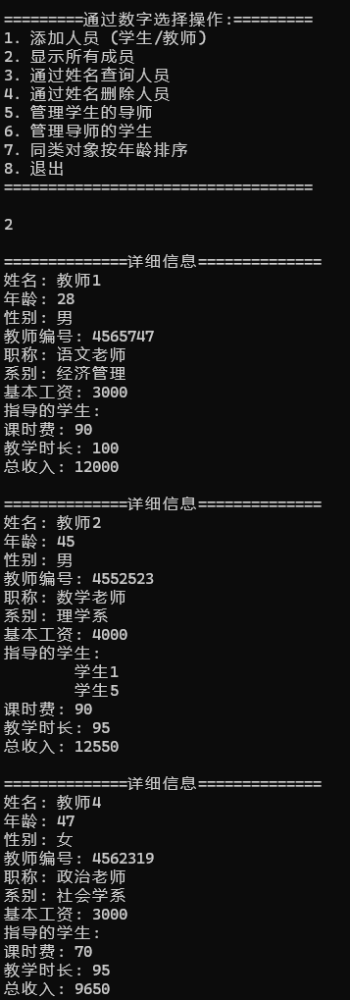 =========通过数字选择操作:=========
1. 添加人员 (学生/教师)
2. 显示所有成员
3. 通过姓名查询人员
4. 通过姓名删除人员
5. 管理学生的导师
6. 管理导师的学生
7. 同类对象按年龄排序
8. 退出
===================================
2
==============详细信息==============
姓名: 教师1
年龄: 28
性别: 男
教师编号: 4565747
职称: 语文老师
系别: 经济管理
基本工资: 3000
指导的学生:
课时费: 90
教学时长: 100
总收入: 12000
==============详细信息==============
姓名: 教师2
年龄: 45
性别: 男
教师编号: 4552523
职称: 数学老师
系别: 理学系
基本工资: 4000
指导的学生:
学生1
学生5
课时费: 90
教学时长: 95
总收入: 12550
==============详细信息==============
姓名: 教师4
年龄: 47
性别: 女
教师编号: 4562319
职称: 政治老师
系别: 社会学系
基本工资: 3000
指导的学生:
课时费: 70
教学时长: 95
总收入: 9650